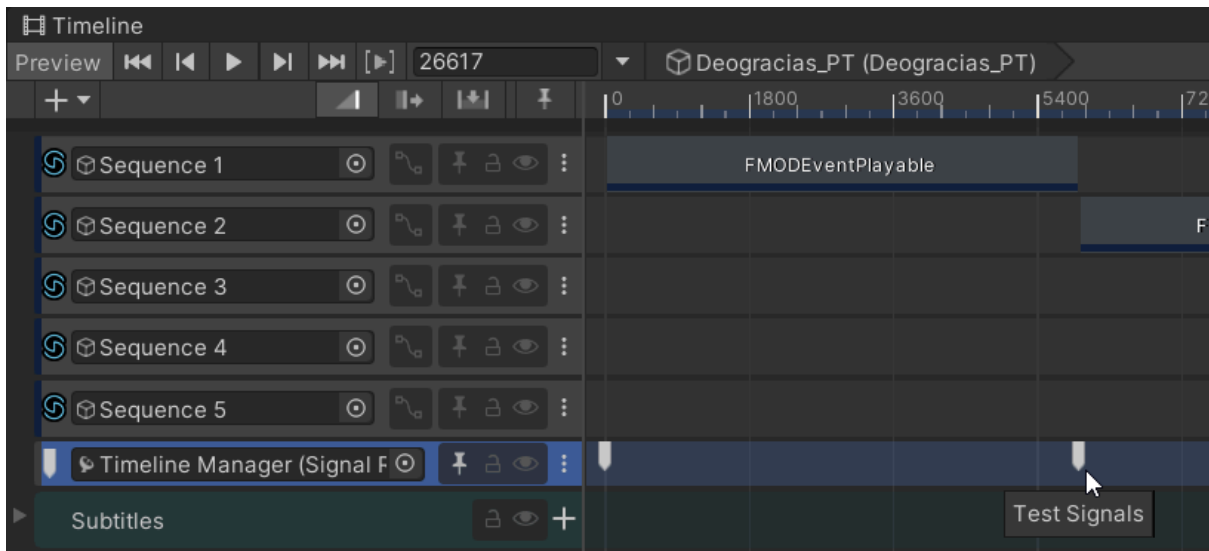 Timeline
Preview 26617 Deogracias_PT (Deogracias_PT)
0 1800 3600 5400 72
Sequence 1 FMODEventPlayable
Sequence 2 F
Sequence 3
Sequence 4
Sequence 5
Timeline Manager (Signal F
Test Signals
Subtitles